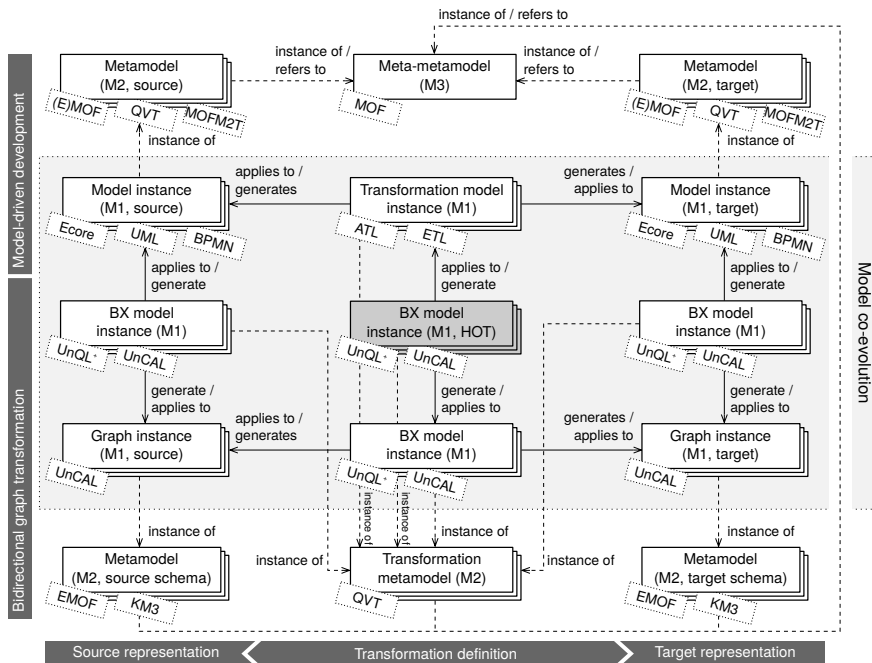 instance of / refers to
Metamodel
(M2, source)
(E)MOF
QVT
MOFM2T
instance of /
refers to
Meta-metamodel
(M3)
MOF
instance of /
refers to
Metamodel
(M2, target)
(E)MOF
QVT
MOFM2T
instance of
instance of
Model-driven development
Model instance
(M1, source)
Ecore
UML
BPMN
applies to /
generates
Transformation model
instance (M1)
ATL
ETL
generates /
applies to
Model instance
(M1, target)
Ecore
UML
BPMN
applies to /
generate
applies to /
generate
applies to /
generate
BX model
instance (M1)
UnQL+
UnCAL
BX model
instance (M1, HOT)
UnQL+
UnCAL
BX model
instance (M1)
UnQL+
UnCAL
Model co-evolution
generate /
applies to
generate /
applies to
generate /
applies to
Bidirectional graph transformation
Graph instance
(M1, source)
UnCAL
applies to /
generates
BX model
instance (M1)
UnQL+
UnCAL
generates /
applies to
Graph instance
(M1, target)
UnCAL
instance of
instance of
instance of
instance of
instance of
instance of
instance of
Metamodel
(M2, source schema)
EMOF
KM3
Transformation
metamodel (M2)
QVT
Metamodel
(M2, target schema)
EMOF
KM3
Source representation
Transformation definition
Target representation